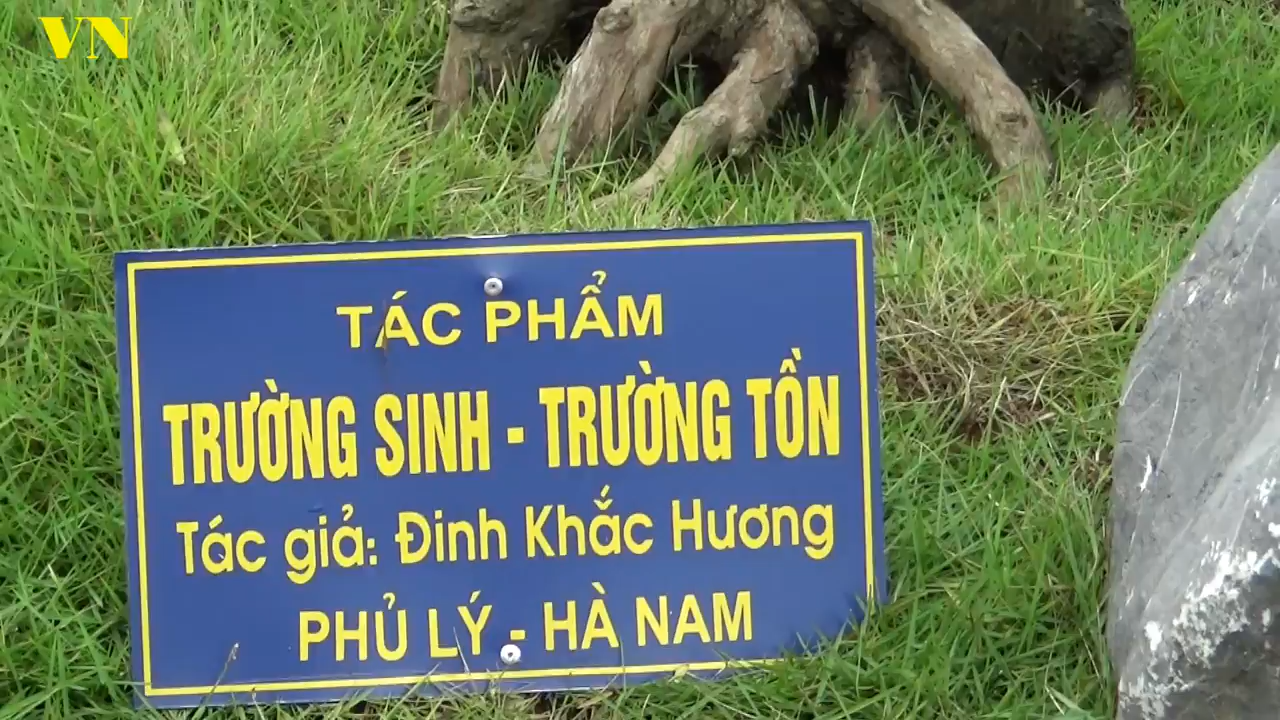 VN
TÁC PHẨM
TRƯỜNG SINH - TRƯỜNG TỒN
Tác giả: Đinh Khắc Hương
PHỦ LÝ - HÀ NAM